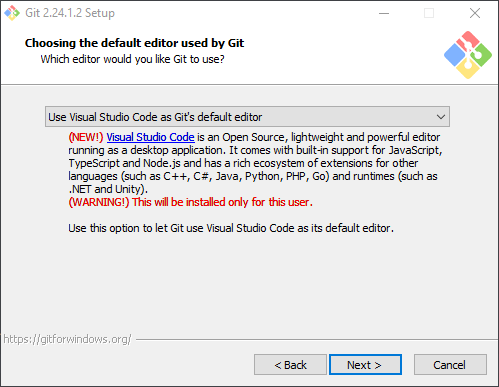 Git 2.24.1.2 Setup
Choosing the default editor used by Git
Which editor would you like Git to use?
Use Visual Studio Code as Git's default editor
(NEW!) Visual Studio Code is an Open Source, lightweight and powerful editor
running as a desktop application. It comes with built-in support for JavaScript,
TypeScript and Node.js and has a rich ecosystem of extensions for other
languages (such as C++, C#, Java, Python, PHP, Go) and runtimes (such as
.NET and Unity).
(WARNING!) This will be installed only for this user.
Use this option to let Git use Visual Studio Code as its default editor.
https://gitforwindows.org/
< Back
Next >
Cancel